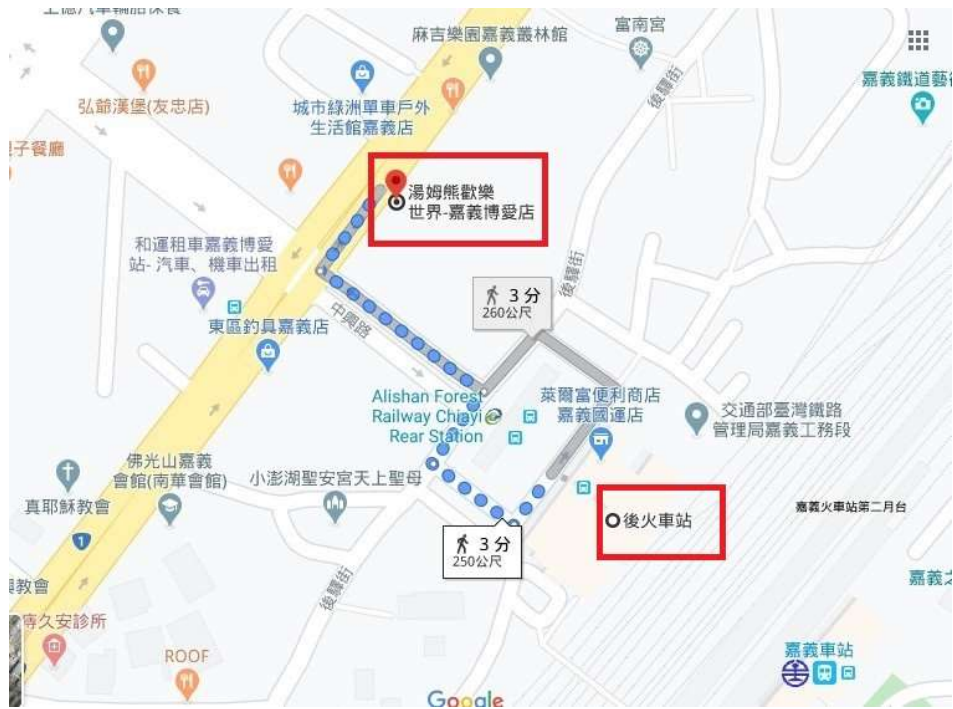 麻吉樂園嘉義叢林館
富南宮
弘爺漢堡(友忠店)
城市綠洲單車戶外
生活館嘉義店
後驛街
嘉義鐵道藝
子餐廳
湯姆熊歡樂
世界-嘉義博愛店
和運租車嘉義博愛
站- 汽車、機車出租
後驛街
3 分
260公尺
中興路
東區釣具嘉義店
Alishan Forest
Railway Chiayi
Rear Station
萊爾富便利商店
嘉義國運店
交通部臺灣鐵路
管理局嘉義工務段
佛光山嘉義
會館(南華會館)
小澎湖聖安宮天上聖母
真耶穌教會
後火車站
嘉義火車站第二月台
1
3 分
250公尺
教會
嘉義之
後驛街
痔久安診所
ROOF
嘉義車站
Google